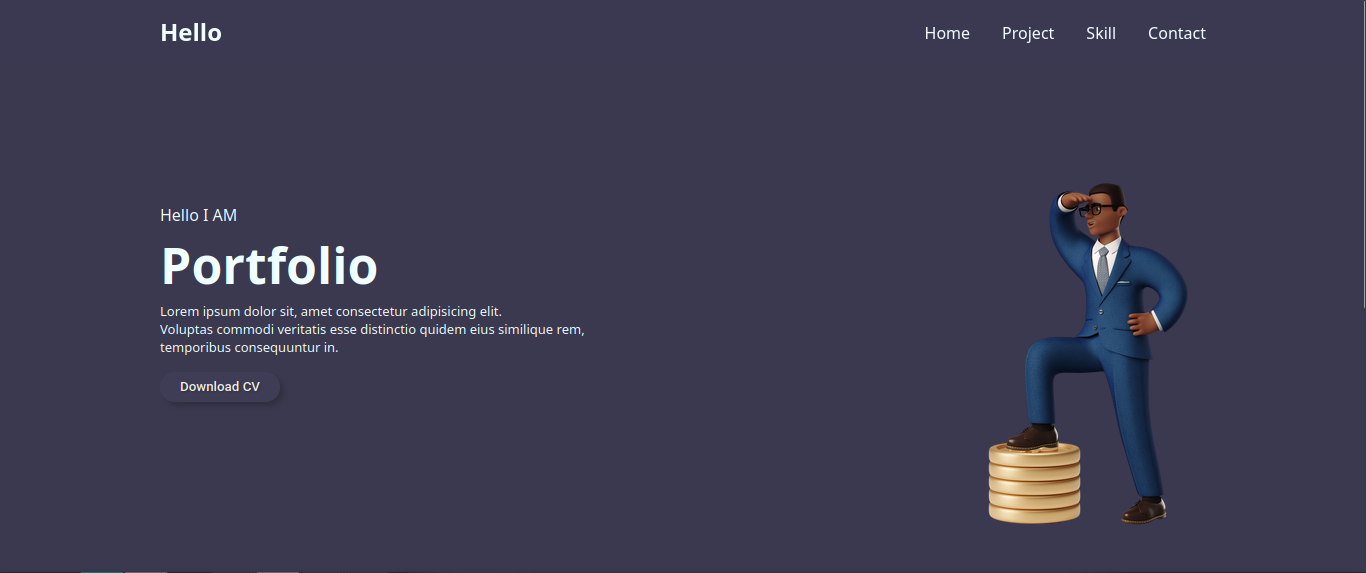 Hello
Home Project Skill Contact
Hello I AM
Portfolio
Lorem ipsum dolor sit, amet consectetur adipisicing elit.
Voluptas commodi veritatis esse distinctio quidem eius similique rem,
temporibus consequuntur in.
Download CV